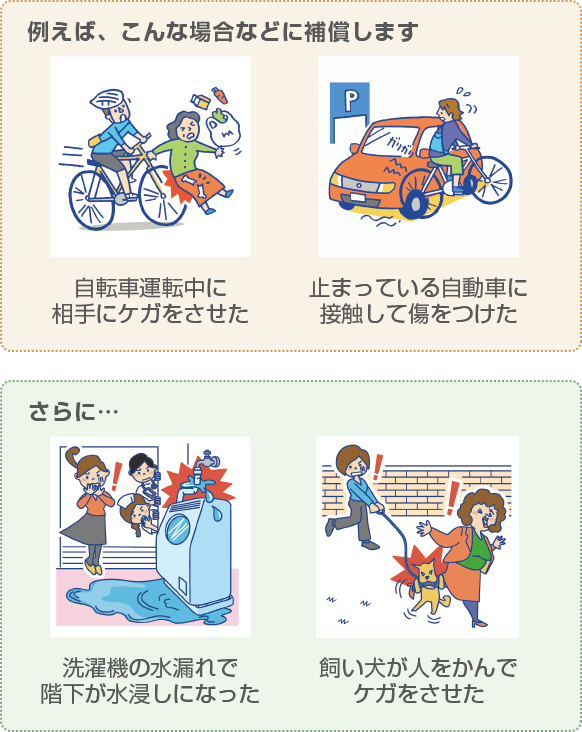 例えば、こんな場合などに補償します
P
ガリガリ
自転車運転中に
相手にケガをさせた
止まっている自動車に
接触して傷をつけた
さらに…
！
！
！
洗濯機の水漏れで
階下が水浸しになった
飼い犬が人をかんで
ケガをさせた